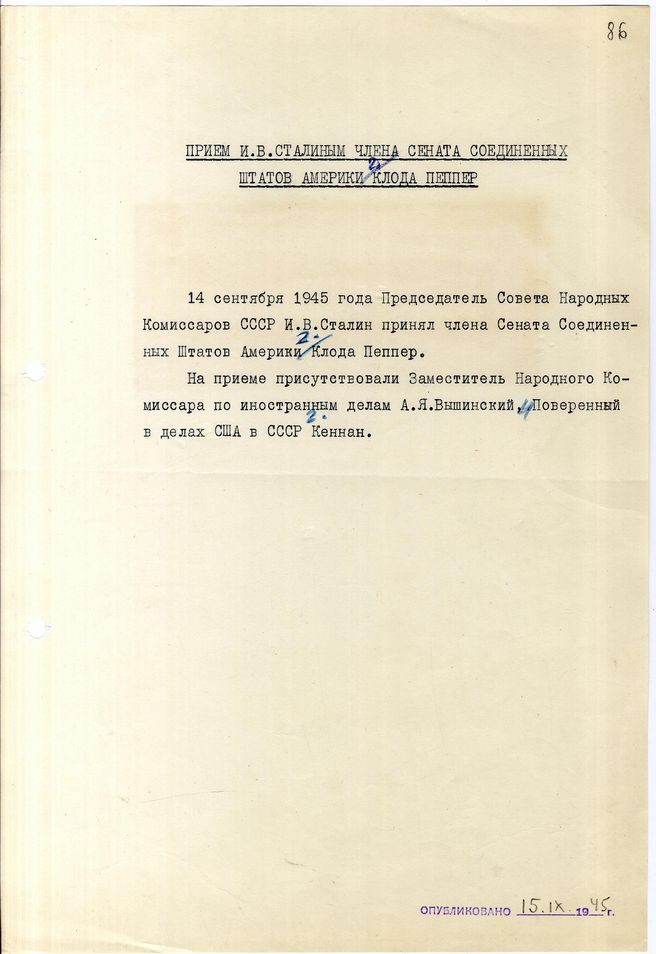 86
ПРИЕМ И.В.СТАЛИНЫМ ЧЛЕНА СЕНАТА СОЕДИНЕННЫХ
г.
ШТАТОВ АМЕРИКИ КЛОДА ПЕППЕР
14 сентября 1945 года Председатель Совета Народных
Комиссаров СССР И.В.Сталин принял члена Сената Соединен-
г.
ных Штатов Америки Клода Пеппер.
На приеме присутствовали Заместитель Народного Ко-
миссара по иностранным делам А.Я.Вышинский, и Поверенный
г.
в делах США в СССР Кеннан.
ОПУБЛИКОВАНО 15.IX. 1945 г.